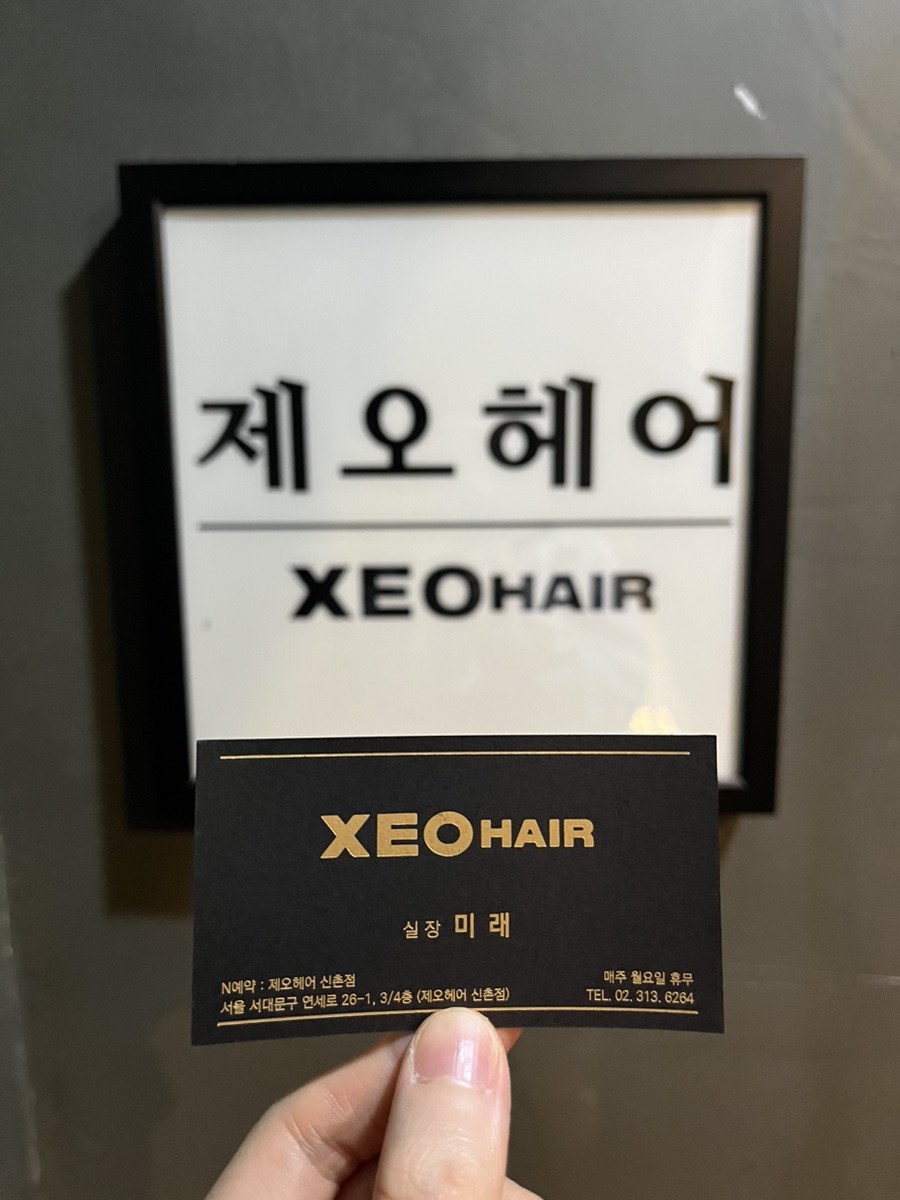 제오헤어
XEOHAIR
XEOHAIR
실장 미래
N예약 : 제오헤어 신촌점
매주 월요일 휴무
서울 서대문구 연세로 26-1, 3/4층 (제오헤어 신촌점)
TEL. 02. 313. 6264